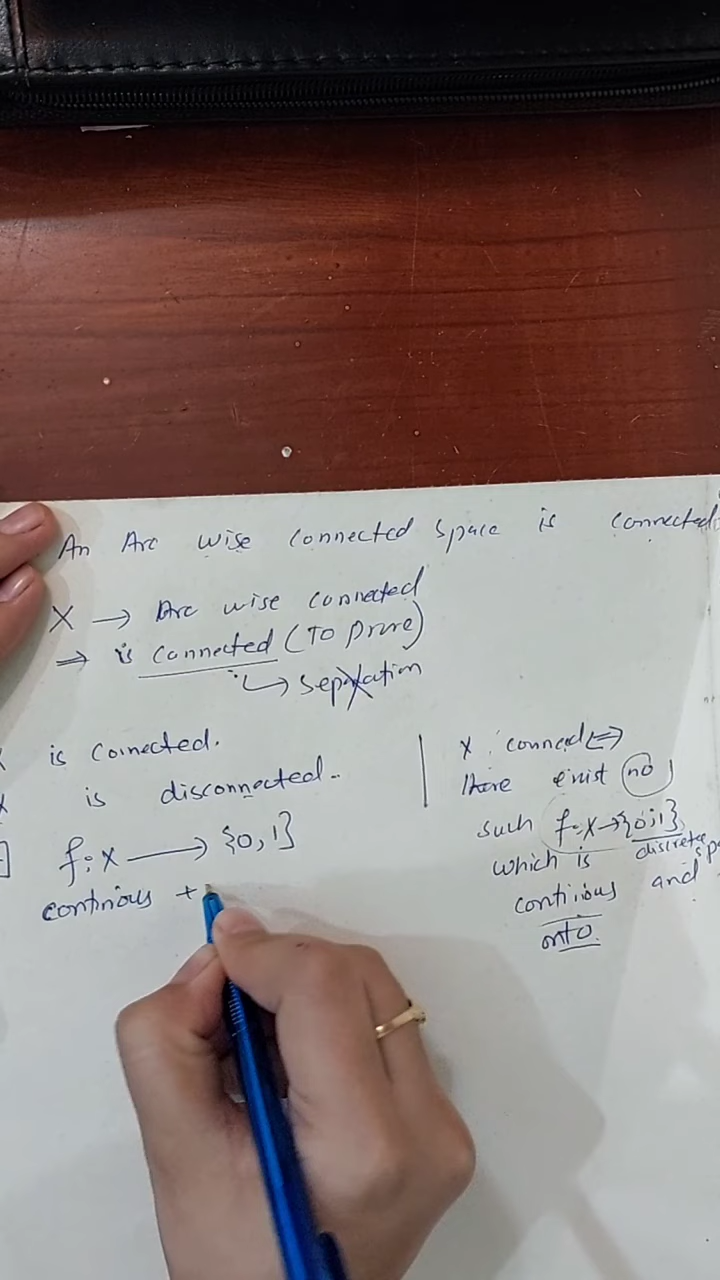 An Arc wise connected space is connected
X → Arc wise connected
⇒ is connected (To prove)
↳ separation
X is connected.
X is disconnected.
∃ f: X → {0,1}
continous +
X connected ⇔
there exist no
such f: X → {0,1}
discrete
which is
continous and
onto.